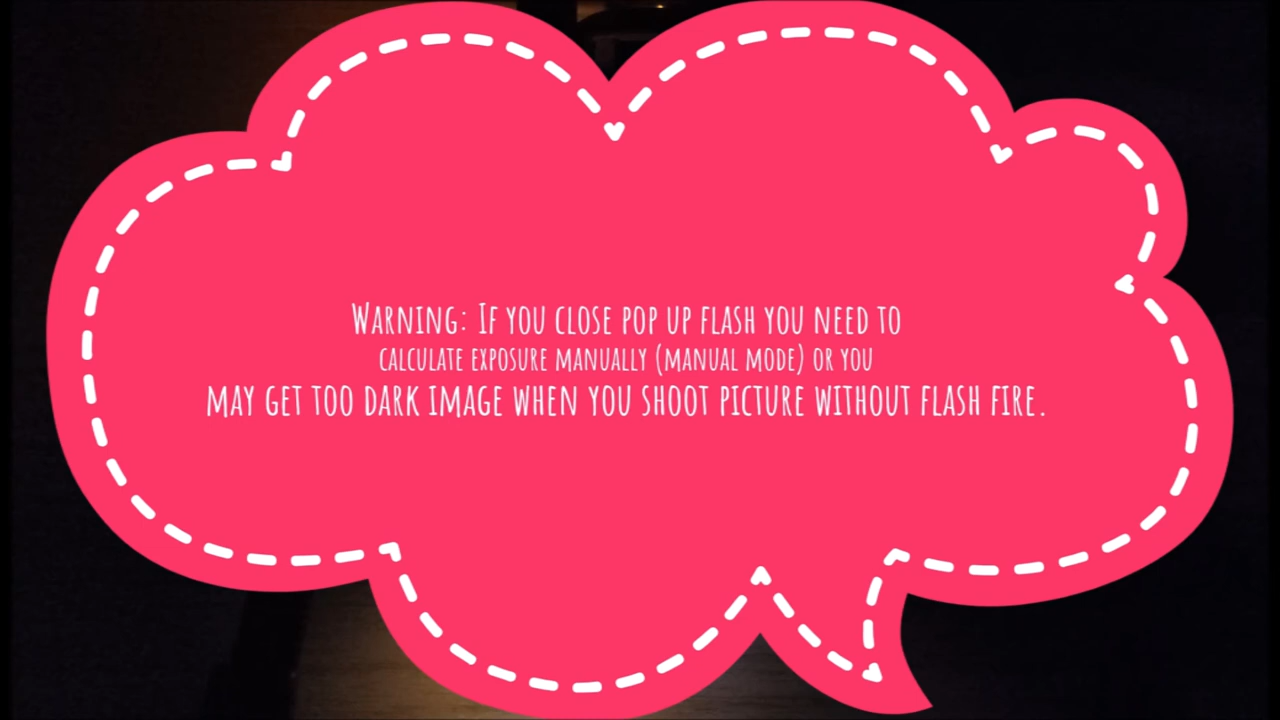 Warning: If you close pop up flash you need to
calculate exposure manually (manual mode) or you
may get too dark image when you shoot picture without flash fire.